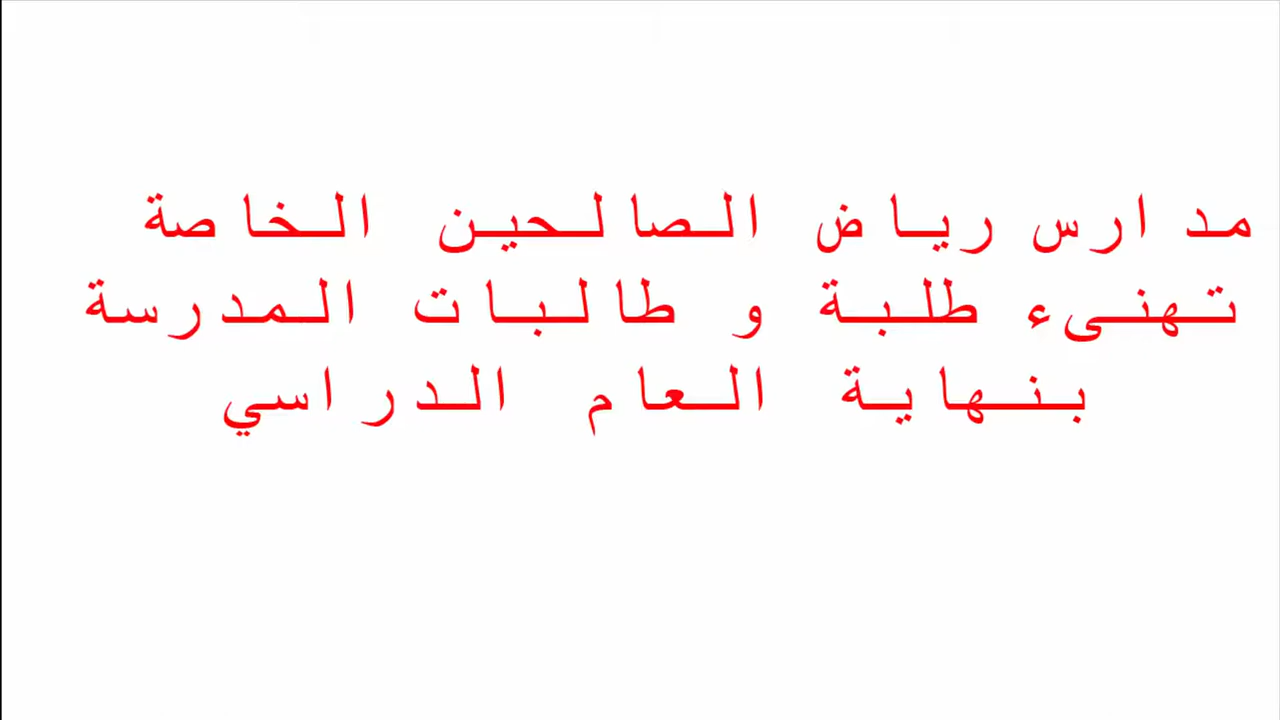 مدارس رياض الصالحين الخاصة
تهنىء طلبة و طالبات المدرسة
بنهاية العام الدراسي